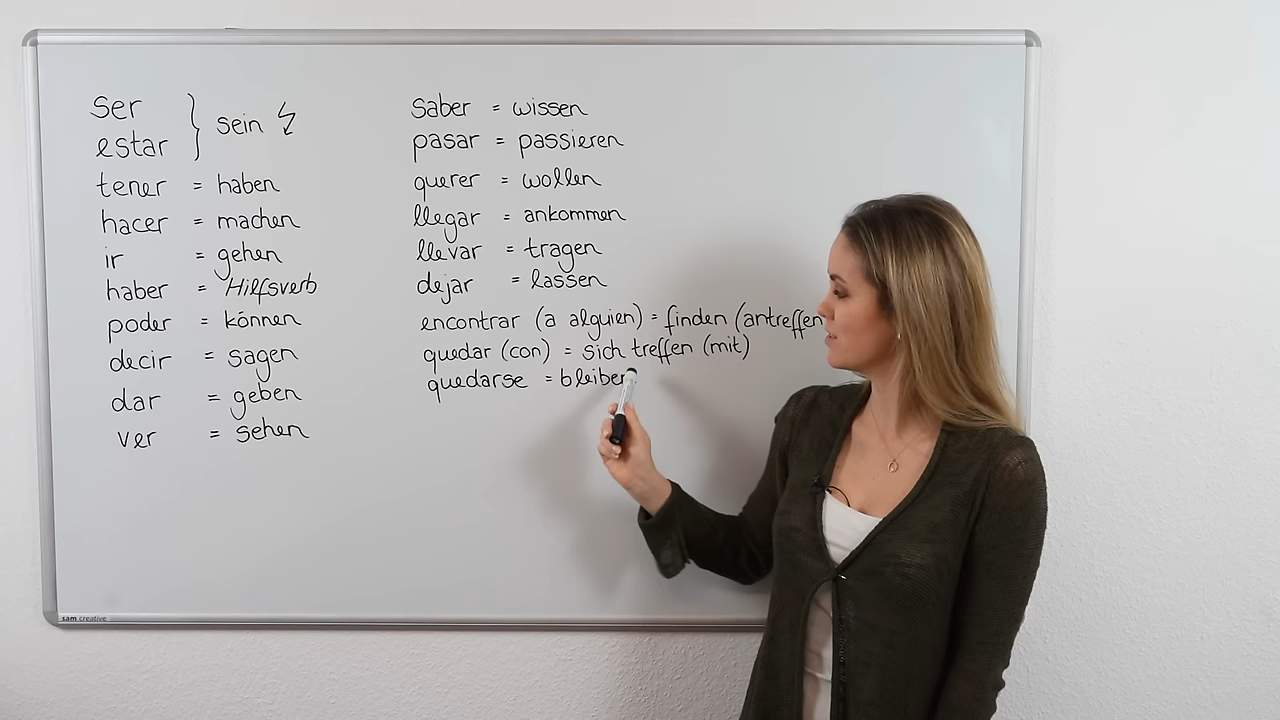 ser
estar
sein
tener = haben
hacer = machen
ir = gehen
haber = Hilfsverb
poder = können
decir = sagen
dar = geben
ver = sehen
saber = wissen
pasar = passieren
querer = wollen
llegar = ankommen
llevar = tragen
dejar = lassen
encontrar (a alguien) = finden (antreffen
quedar (con) = sich treffen (mit)
quedarse = bleiben
sam creative